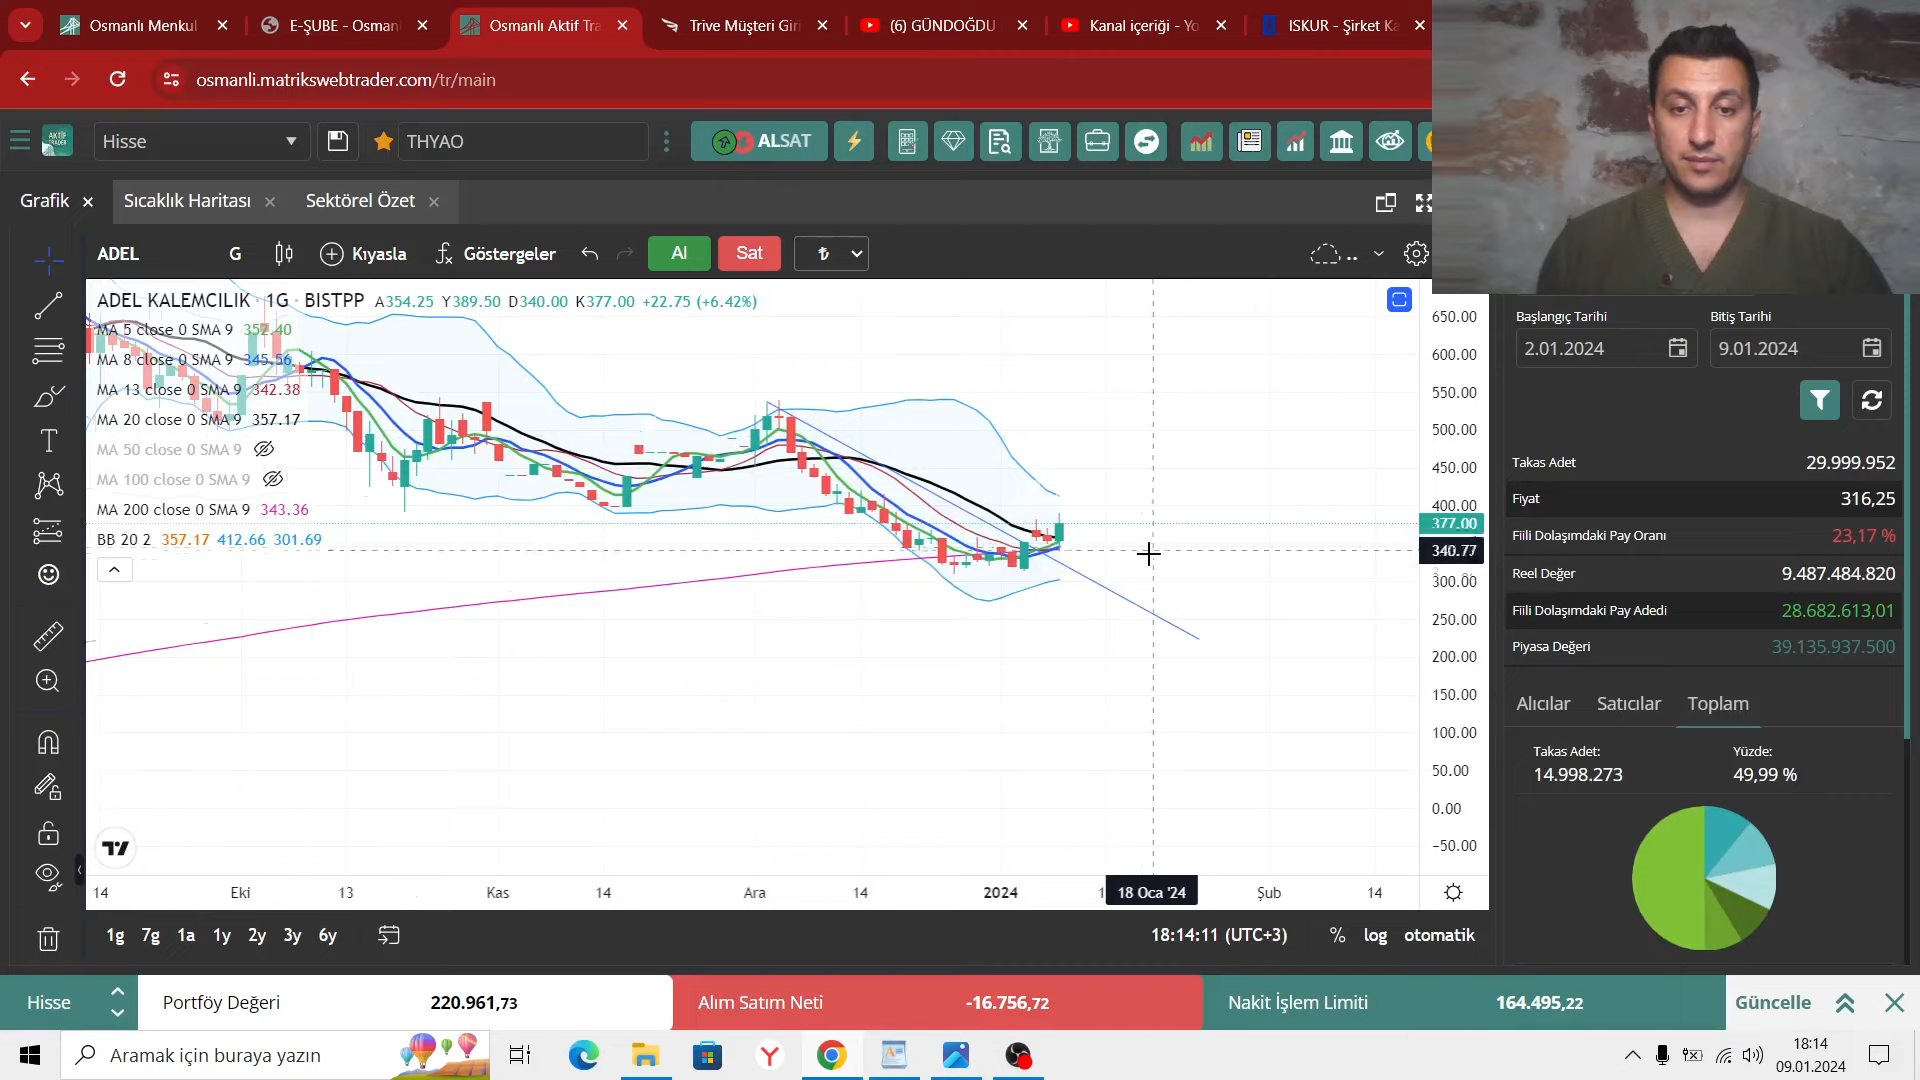 Osmanlı Menkul
E-ŞUBE - Osmanl
Osmanlı Aktif Tra
Trive Müşteri Giri
(6) GÜNDOĞDU
Kanal içeriği - Yo
ISKUR - Şirket Ka
osmanli.matrikswebtrader.com/tr/main
AKTİF TRADER
Hisse
THYAO
ALSAT
Grafik
Sıcaklık Haritası
Sektörel Özet
ADEL
G
Kıyasla
Göstergeler
Al
Sat
₺
ADEL KALEMCILIK · 1G · BISTPP A354.25 Y389.50 D340.00 K377.00 +22.75 (+6.42%)
MA 5 close 0 SMA 9 352.40
MA 8 close 0 SMA 9 345.56
MA 13 close 0 SMA 9 342.38
MA 20 close 0 SMA 9 357.17
MA 50 close 0 SMA 9
MA 100 close 0 SMA 9
MA 200 close 0 SMA 9 343.36
BB 20 2 357.17 412.66 301.69
650.00
600.00
550.00
500.00
450.00
400.00
377.00
340.77
300.00
250.00
200.00
150.00
100.00
50.00
0.00
−50.00
14
Eki
13
Kas
14
Ara
14
2024
18 Oca '24
Şub
14
1g 7g 1a 1y 2y 3y 6y
18:14:11 (UTC+3)
% log otomatik
Başlangıç Tarihi
Bitiş Tarihi
2.01.2024
9.01.2024
Takas Adet 29.999.952
Fiyat 316,25
Fiili Dolaşımdaki Pay Oranı 23,17 %
Reel Değer 9.487.484.820
Fiili Dolaşımdaki Pay Adedi 28.682.613,01
Piyasa Değeri 39.135.937.500
Alıcılar Satıcılar Toplam
Takas Adet: Yüzde:
14.998.273 49,99 %
Hisse
Portföy Değeri 220.961,73
Alım Satım Neti -16.756,72
Nakit İşlem Limiti 164.495,22
Güncelle
Aramak için buraya yazın
18:14
09.01.2024